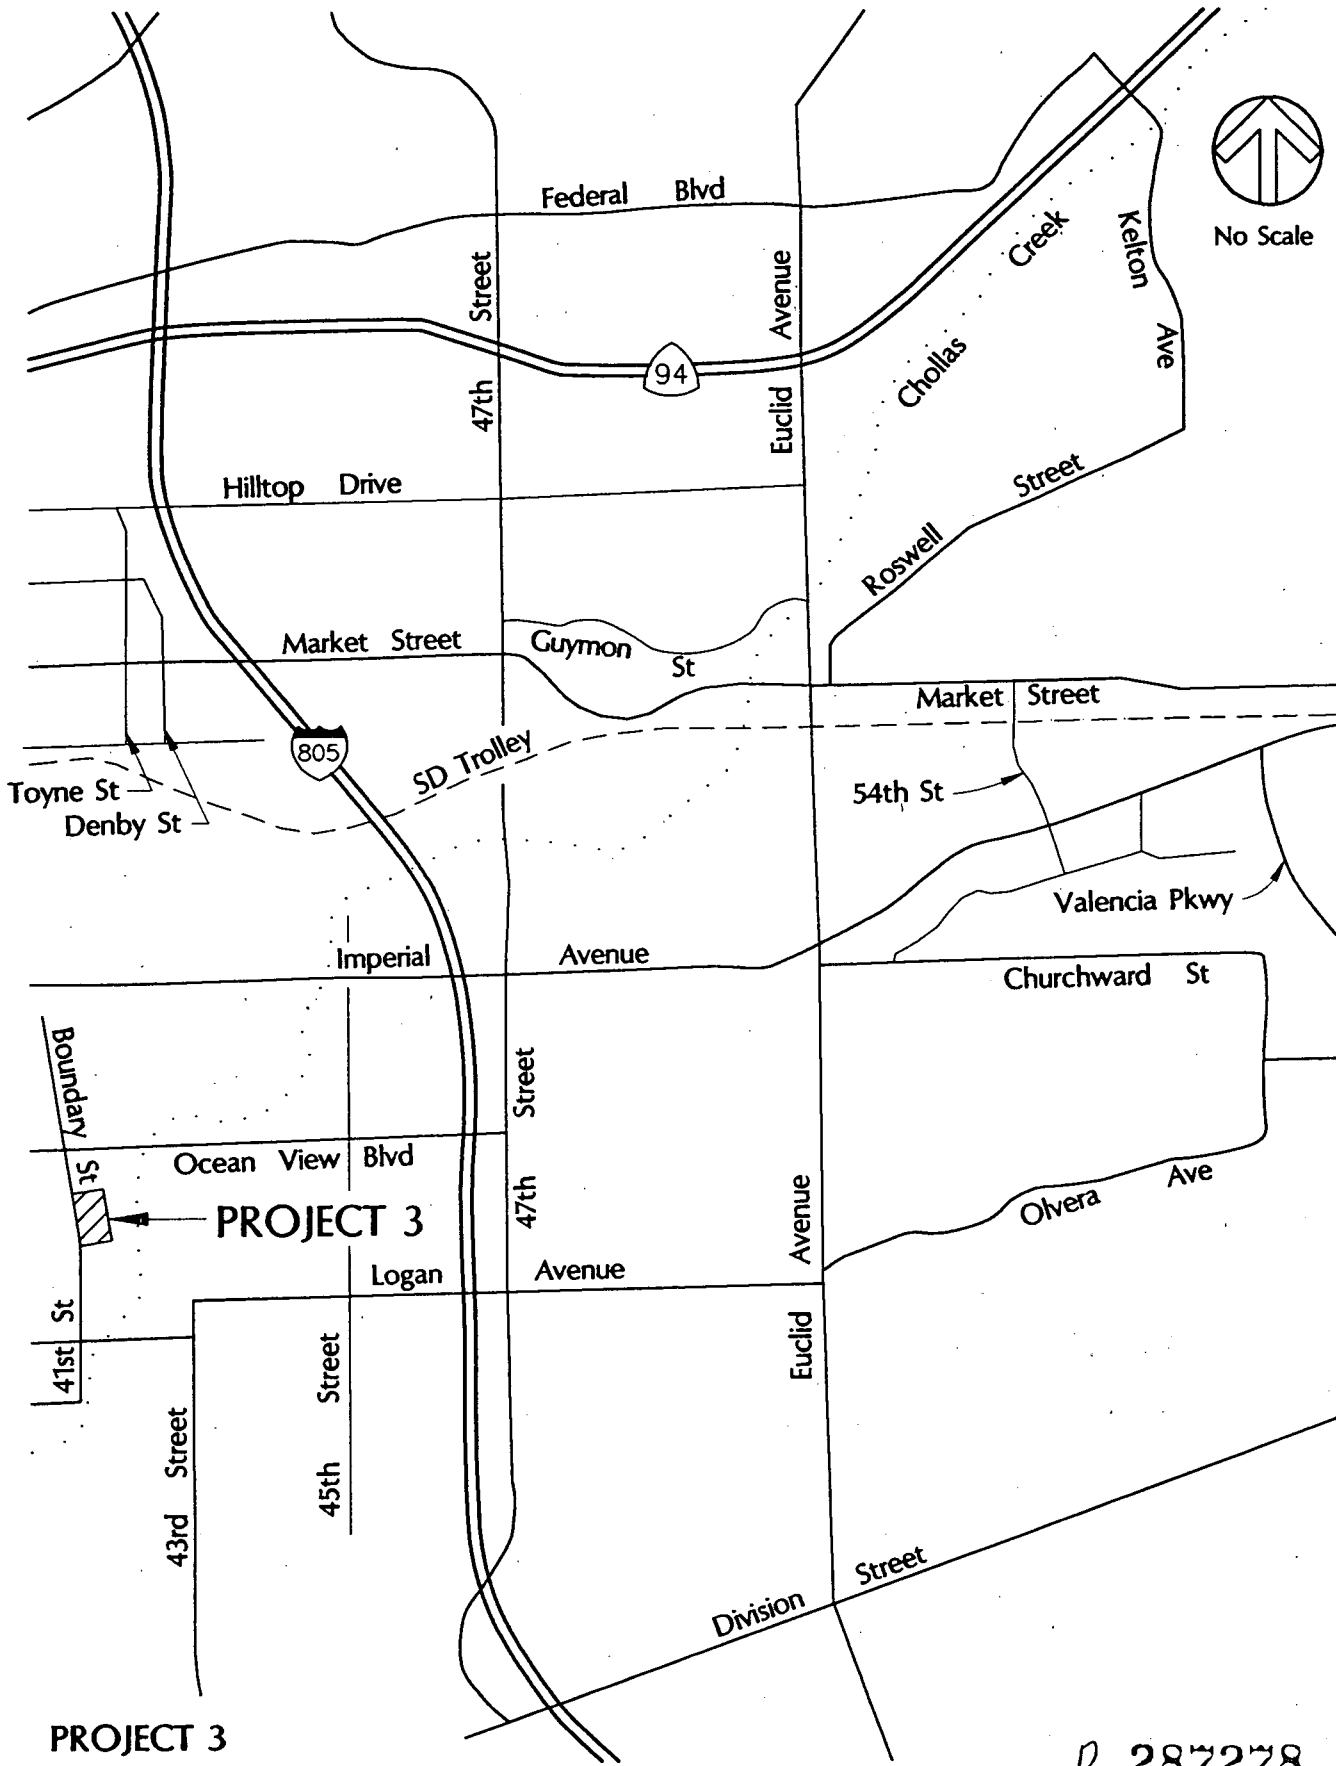 Federal Blvd
No Scale
Creek
Kelton
Street
Avenue
Chollas
Ave
94
47th
Euclid
Hilltop Drive
Street
Roswell
Market Street
Guymon
St
Market Street
805
SD Trolley
Toyne St
54th St
Denby St
Valencia Pkwy
Imperial Avenue
Churchward St
Boundary St
Street
Ocean View Blvd
47th
Avenue
Olvera Ave
PROJECT 3
Logan Avenue
41st St
Euclid
45th Street
43rd Street
Division Street
PROJECT 3
287278